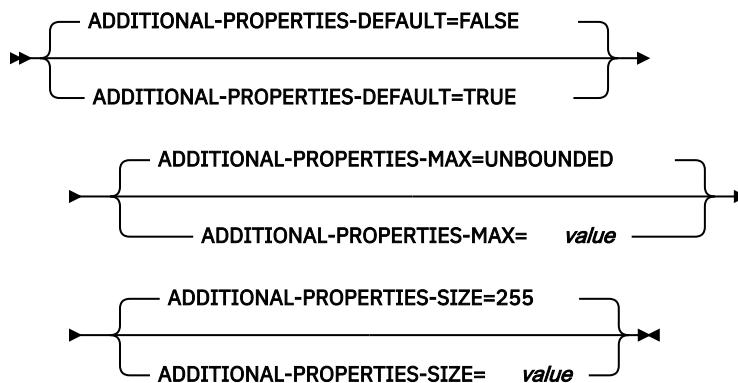 ADDITIONAL-PROPERTIES-DEFAULT=FALSE
ADDITIONAL-PROPERTIES-DEFAULT=TRUE
ADDITIONAL-PROPERTIES-MAX=UNBOUNDED
ADDITIONAL-PROPERTIES-MAX= value
ADDITIONAL-PROPERTIES-SIZE=255
ADDITIONAL-PROPERTIES-SIZE= value